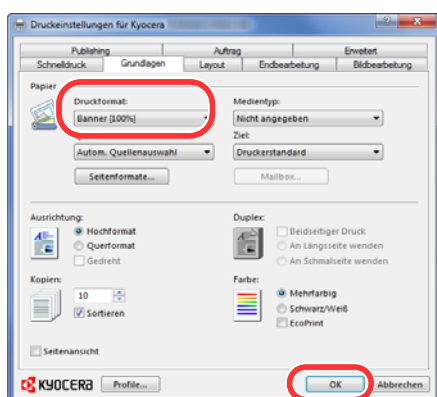 Druckeinstellungen für Kyocera
Publishing Auftrag Erweitert
Schnelldruck Grundlagen Layout Endbearbeitung Bildbearbeitung
Papier
Druckformat: Medientyp:
Banner [100%] Nicht angegeben
Ziel:
Autom. Quellenauswahl Druckerstandard
Seitenformate... Mailbox...
Ausrichtung: Duplex:
Hochformat Beidseitiger Druck
Querformat An Längsseite wenden
Gedreht An Schmalseite wenden
Kopien: Farbe:
10 Mehrfarbig
Sortieren Schwarz/Weiß
EcoPrint
Seitenansicht
KYOCERA Profile... OK Abbrechen